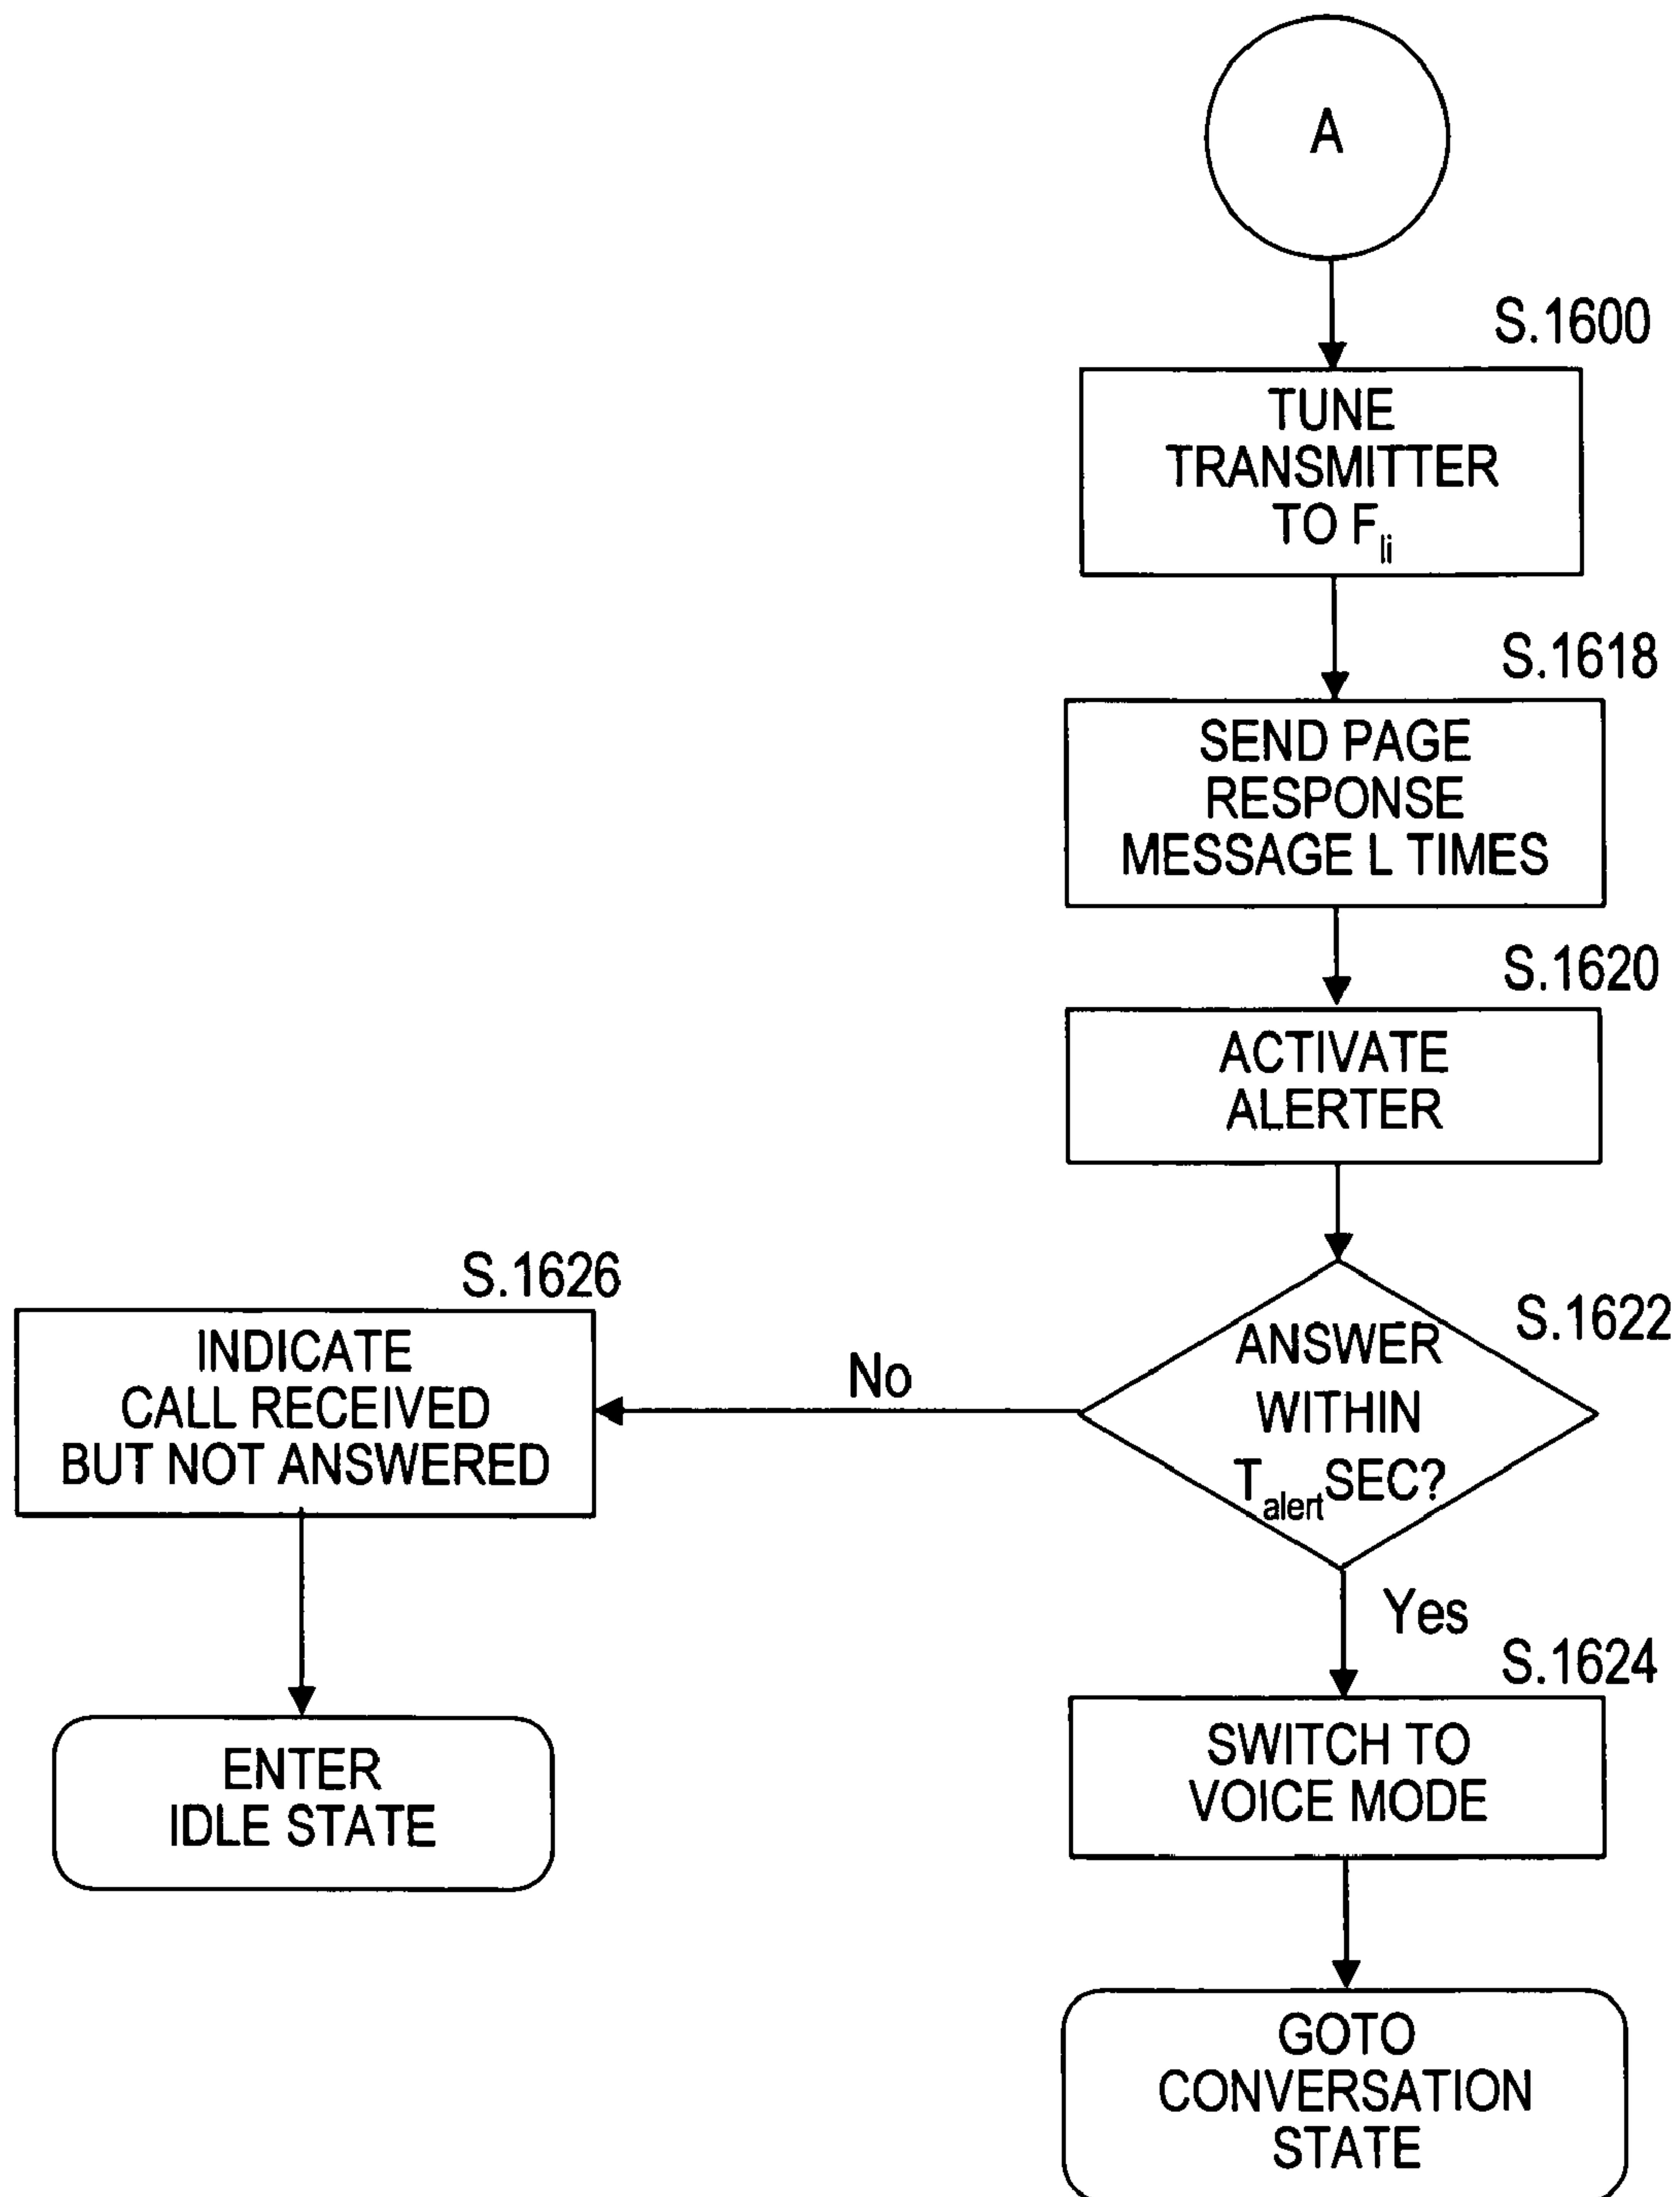 A
S.1600
TUNE
TRANSMITTER
TO F_li
S.1618
SEND PAGE
RESPONSE
MESSAGE L TIMES
S.1620
ACTIVATE
ALERTER
S.1622
ANSWER
WITHIN
T_alert SEC?
No
S.1626
INDICATE
CALL RECEIVED
BUT NOT ANSWERED
ENTER
IDLE STATE
Yes
S.1624
SWITCH TO
VOICE MODE
GOTO
CONVERSATION
STATE